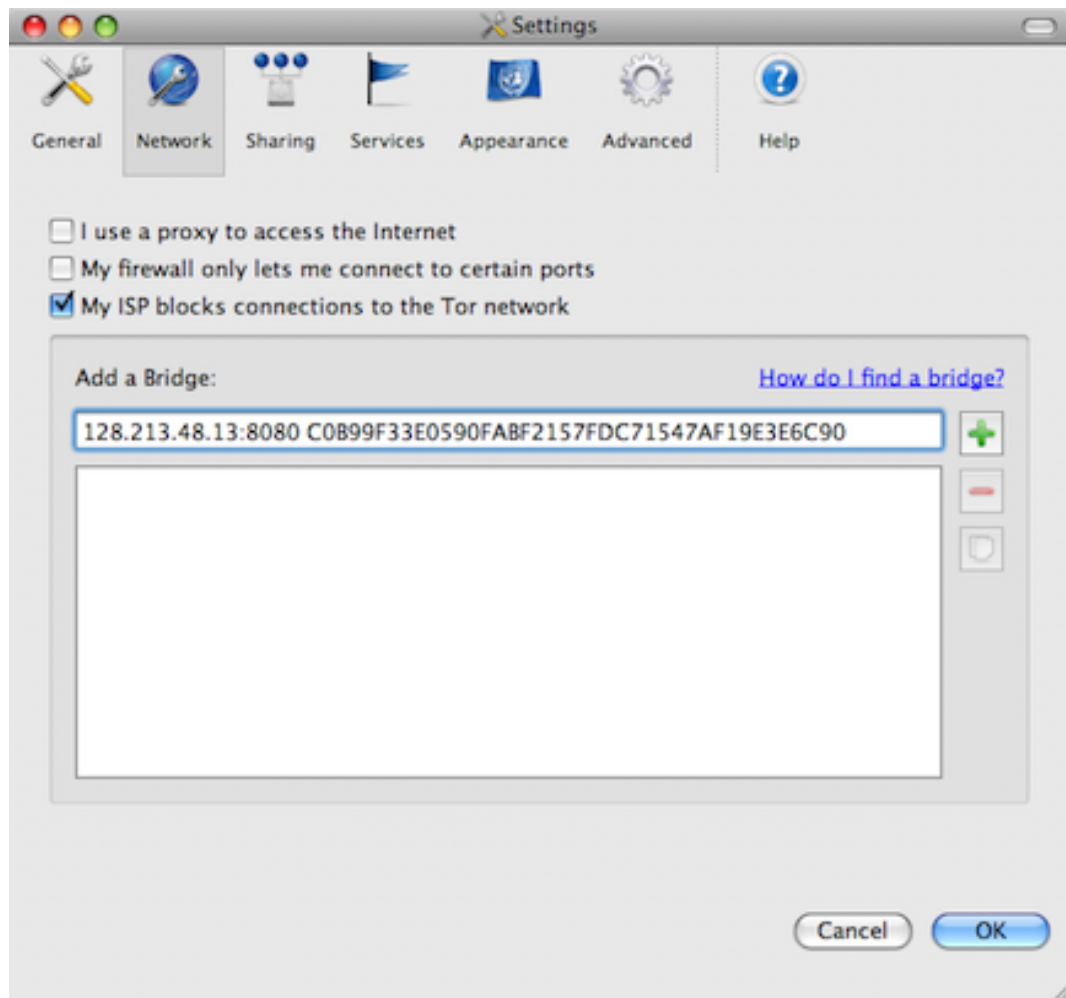 Settings
General Network Sharing Services Appearance Advanced Help
I use a proxy to access the Internet
My firewall only lets me connect to certain ports
My ISP blocks connections to the Tor network
Add a Bridge: How do I find a bridge?
128.213.48.13:8080 C0B99F33E0590FABF2157FDC71547AF19E3E6C90
Cancel OK